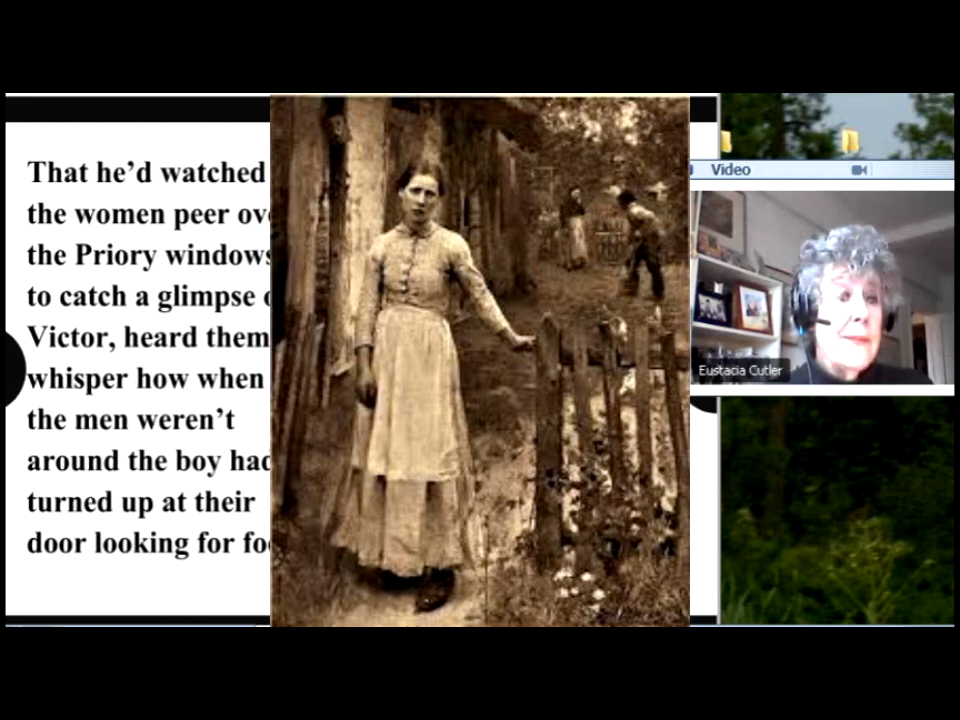 That he’d watched
the women peer ov
the Priory windows
to catch a glimpse
Victor, heard them
whisper how when
the men weren’t
around the boy had
turned up at their
door looking for fo
Video
Eustacia Cutler